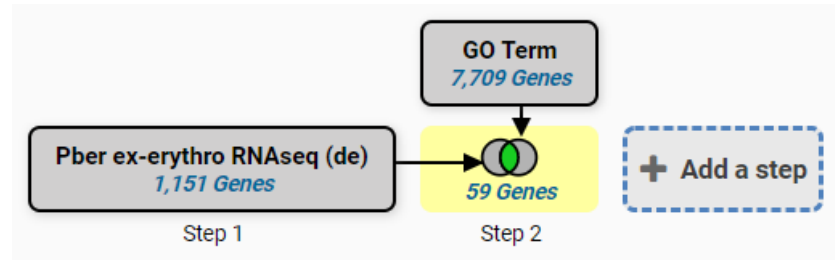 GO Term
7,709 Genes
Pber ex-erythro RNAseq (de)
1,151 Genes
59 Genes
Add a step
Step 1
Step 2